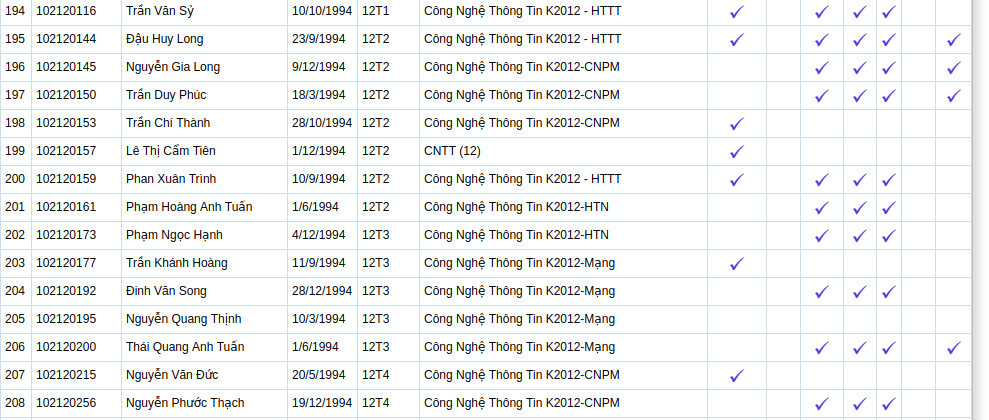 194 102120116 Trần Văn Sỹ 10/10/1994 12T1 Công Nghệ Thông Tin K2012 - HTTT
195 102120144 Đậu Huy Long 23/9/1994 12T2 Công Nghệ Thông Tin K2012 - HTTT
196 102120145 Nguyễn Gia Long 9/12/1994 12T2 Công Nghệ Thông Tin K2012-CNPM
197 102120150 Trần Duy Phúc 18/3/1994 12T2 Công Nghệ Thông Tin K2012-CNPM
198 102120153 Trần Chí Thành 28/10/1994 12T2 Công Nghệ Thông Tin K2012-CNPM
199 102120157 Lê Thị Cẩm Tiên 1/12/1994 12T2 CNTT (12)
200 102120159 Phan Xuân Trình 10/9/1994 12T2 Công Nghệ Thông Tin K2012 - HTTT
201 102120161 Phạm Hoàng Anh Tuấn 1/6/1994 12T2 Công Nghệ Thông Tin K2012-HTN
202 102120173 Phạm Ngọc Hạnh 4/12/1994 12T3 Công Nghệ Thông Tin K2012-HTN
203 102120177 Trần Khánh Hoàng 11/9/1994 12T3 Công Nghệ Thông Tin K2012-Mạng
204 102120192 Đinh Văn Song 28/12/1994 12T3 Công Nghệ Thông Tin K2012-Mạng
205 102120195 Nguyễn Quang Thịnh 10/3/1994 12T3 Công Nghệ Thông Tin K2012-Mạng
206 102120200 Thái Quang Anh Tuấn 1/6/1994 12T3 Công Nghệ Thông Tin K2012-Mạng
207 102120215 Nguyễn Văn Đức 20/5/1994 12T4 Công Nghệ Thông Tin K2012-CNPM
208 102120256 Nguyễn Phước Thạch 19/12/1994 12T4 Công Nghệ Thông Tin K2012-CNPM